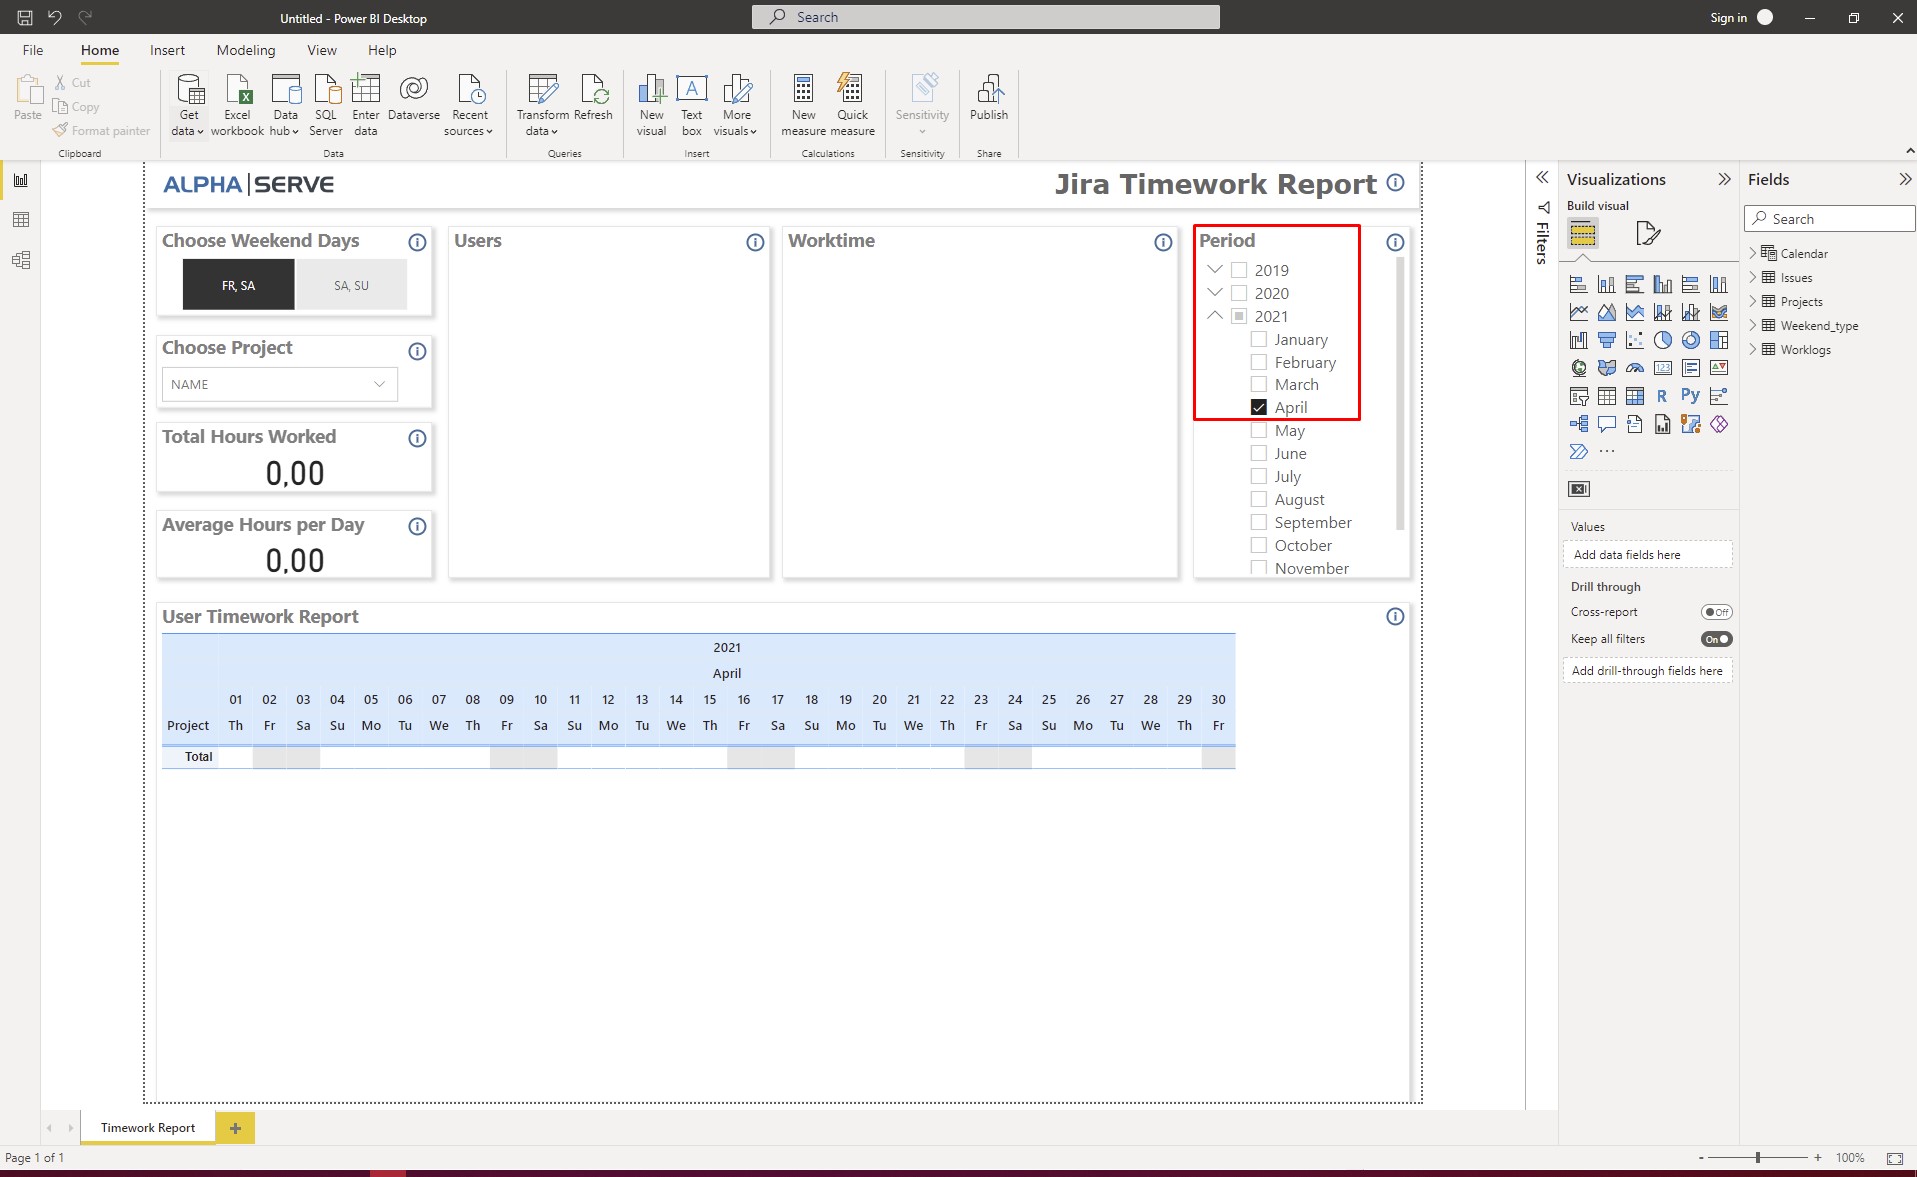 Untitled - Power BI Desktop
Search
Sign in
File
Home
Insert
Modeling
View
Help
Paste
Cut
Copy
Format painter
Clipboard
Get data
Excel workbook
Data hub
SQL Server
Enter data
Dataverse
Recent sources
Data
Transform data
Refresh
Queries
New visual
Text box
More visuals
Insert
New measure
Quick measure
Calculations
Sensitivity
Sensitivity
Publish
Share
ALPHA|SERVE
Jira Timework Report
Choose Weekend Days
FR, SA
SA, SU
Choose Project
NAME
Total Hours Worked
0,00
Average Hours per Day
0,00
Users
Worktime
Period
2019
2020
2021
January
February
March
April
May
June
July
August
September
October
November
User Timework Report
2021
April
01 02 03 04 05 06 07 08 09 10 11 12 13 14 15 16 17 18 19 20 21 22 23 24 25 26 27 28 29 30
Project Th Fr Sa Su Mo Tu We Th Fr Sa Su Mo Tu We Th Fr Sa Su Mo Tu We Th Fr Sa Su Mo Tu We Th Fr
Total
Filters
Visualizations
Build visual
123
R
Py
Values
Add data fields here
Drill through
Cross-report
Off
Keep all filters
On
Add drill-through fields here
Fields
Search
Calendar
Issues
Projects
Weekend_type
Worklogs
Timework Report
Page 1 of 1
100%